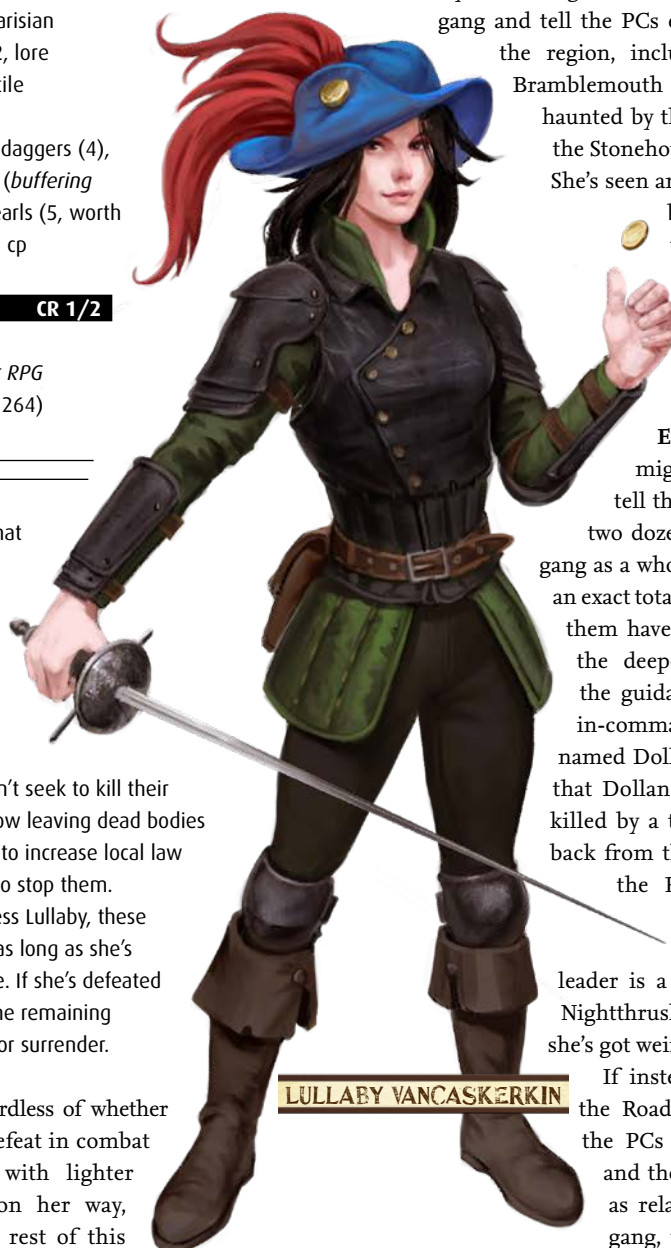 arisian
2, lore
tile
daggers (4),
(buffering
earls (5, worth
cp
CR 1/2
RPG
264)
hat
n't seek to kill their
ow leaving dead bodies
to increase local law
o stop them.
ess Lullaby, these
as long as she's
e. If she's defeated
he remaining
or surrender.
rdless of whether
efeat in combat
with lighter
on her way,
rest of this
LULLABY VANCASKERKIN
gang and tell the PCs
the region, inclu
Bramblemouth
haunted by th
the Stonehou
She's seen an
E
mig
tell th
two doze
gang as a who
an exact tota
them have
the deep
the guida
in-comma
named Doll
that Dollan
killed by a t
back from th
the
leader is a
Nightthrush
she's got weir
If inste
the Road
the PCs
and the
as rela
gang,